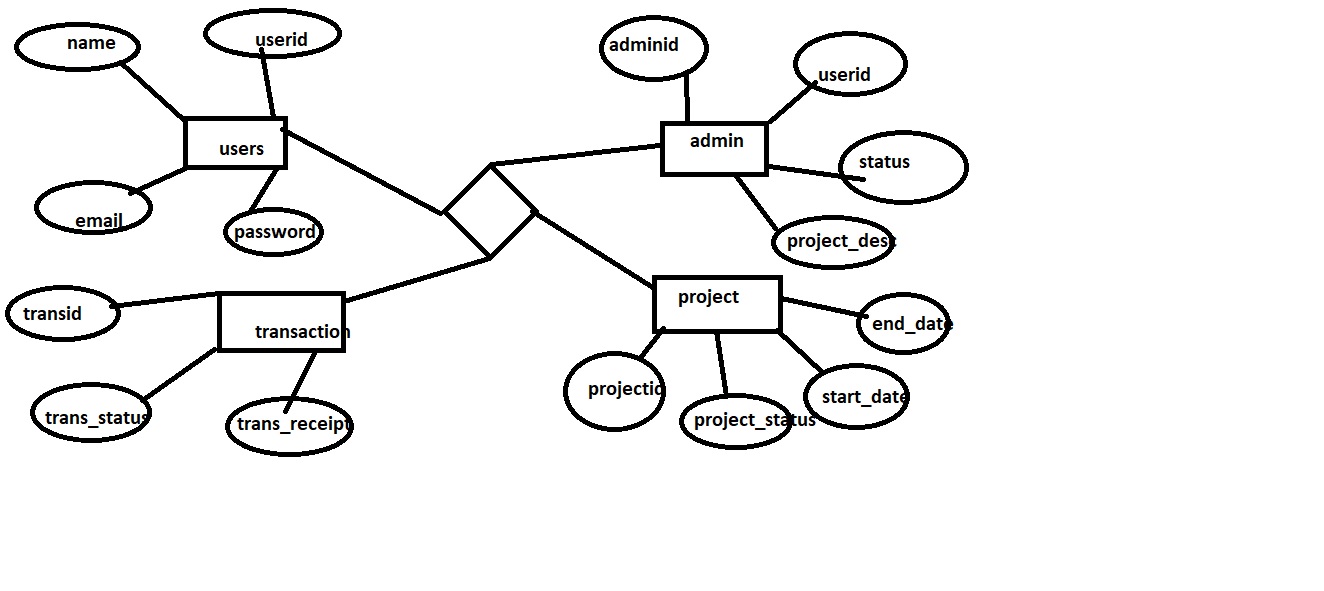 name
userid
users
email
password
adminid
userid
admin
status
project_desc
transid
transaction
trans_status
trans_receipt
project
projectid
project_status
start_date
end_date